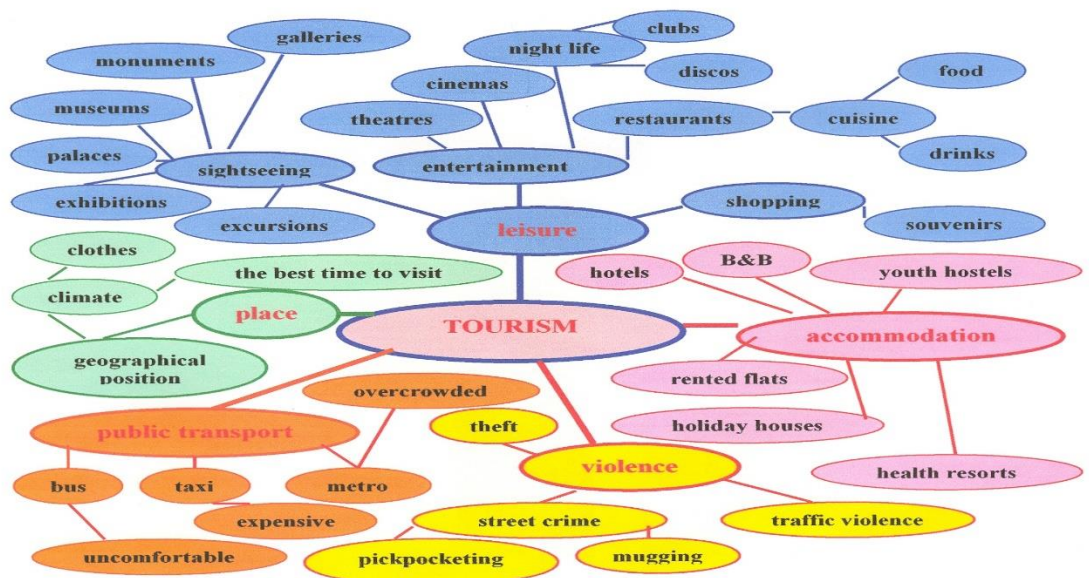 clubs
galleries
night life
monuments
discos
food
cinemas
museums
theatres
restaurants
cuisine
palaces
sightseeing
entertainment
drinks
exhibitions
shopping
excursions
leisure
souvenirs
clothes
B&B
the best time to visit
hotels
youth hostels
climate
place
TOURISM
accommodation
geographical
position
rented flats
overcrowded
public transport
theft
holiday houses
violence
health resorts
bus
taxi
metro
expensive
street crime
traffic violence
uncomfortable
pickpocketing
mugging